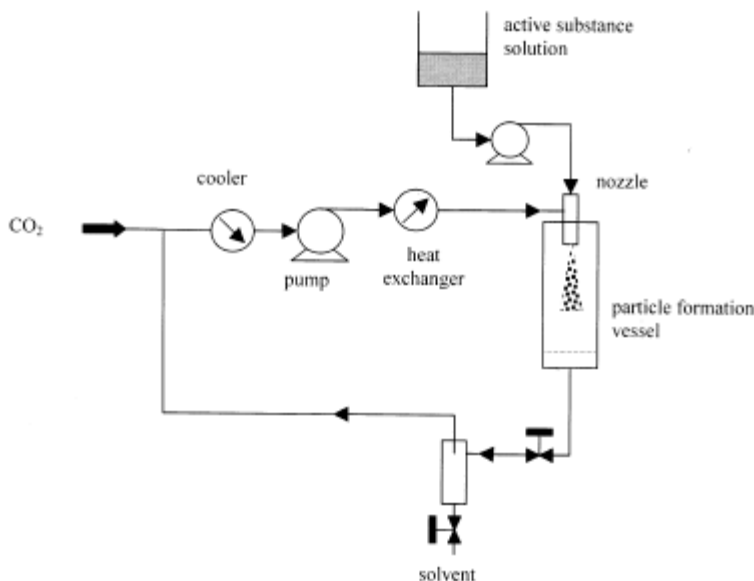 active substance
solution
nozzle
cooler
CO₂
pump
heat
exchanger
particle formation
vessel
solvent